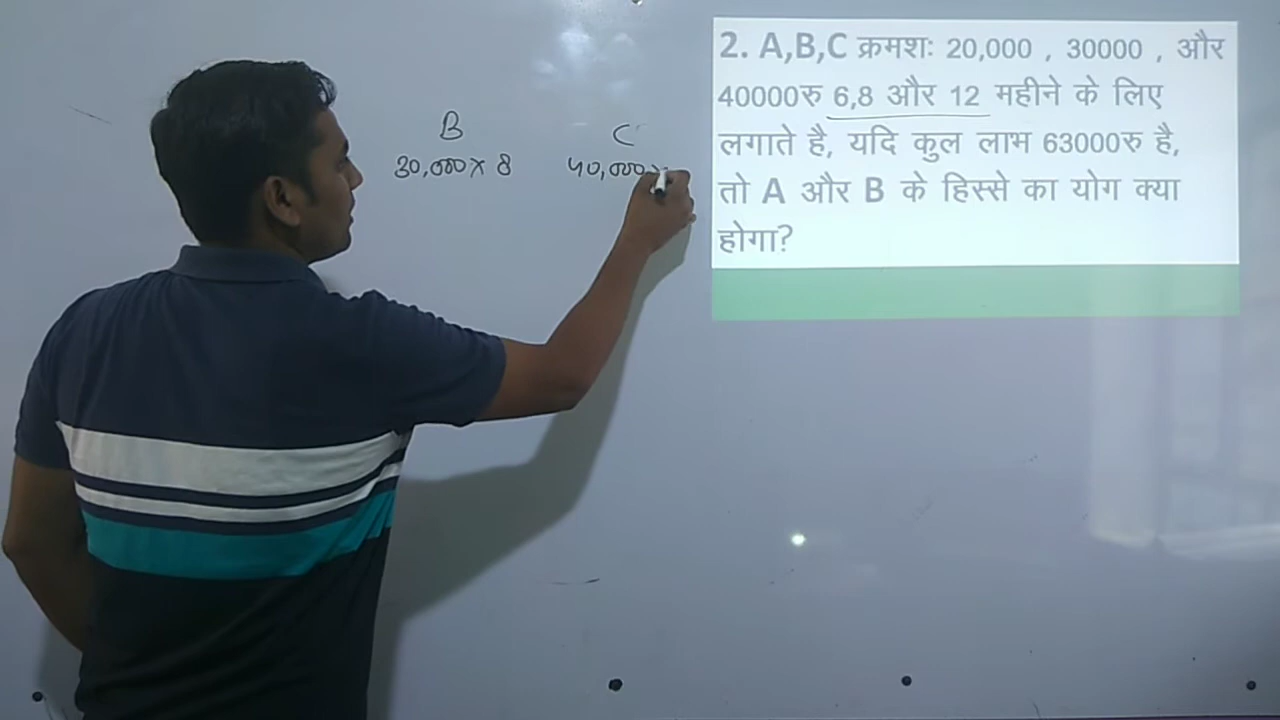 B C
30,000 x 8 40,000 x
2. A,B,C क्रमशः 20,000 , 30000 , और
40000रु 6,8 और 12 महीने के लिए
लगाते है, यदि कुल लाभ 63000रु है,
तो A और B के हिस्से का योग क्या
होगा?